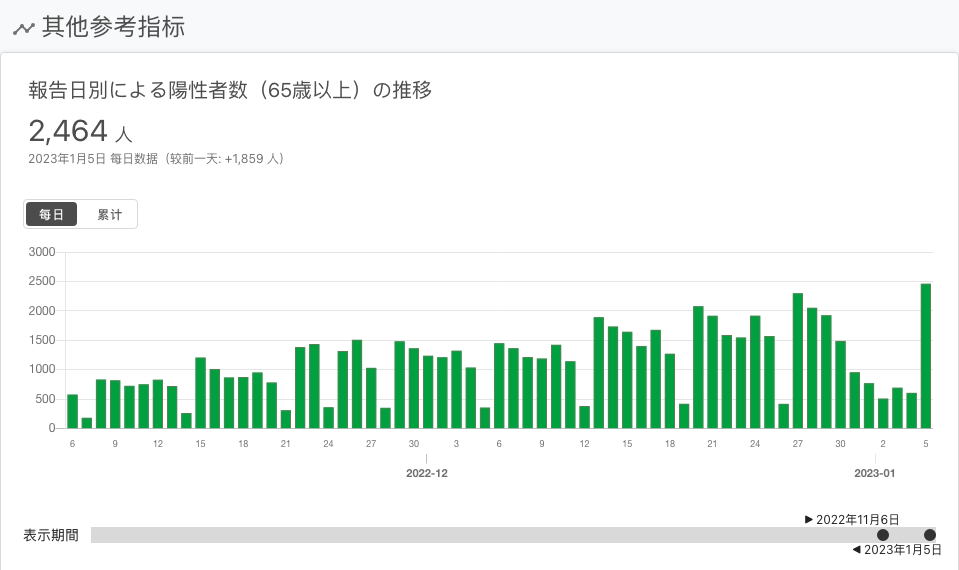 其他参考指标
報告日別による陽性者数（65歳以上）の推移
2,464 人
2023年1月5日 每日数据（较前一天: +1,859 人）
每日 累计
3000
2500
2000
1500
1000
500
0
6 9 12 15 18 21 24 27 30 3 6 9 12 15 18 21 24 27 30 2 5
2022-12 2023-01
2022年11月6日
表示期間
2023年1月5日